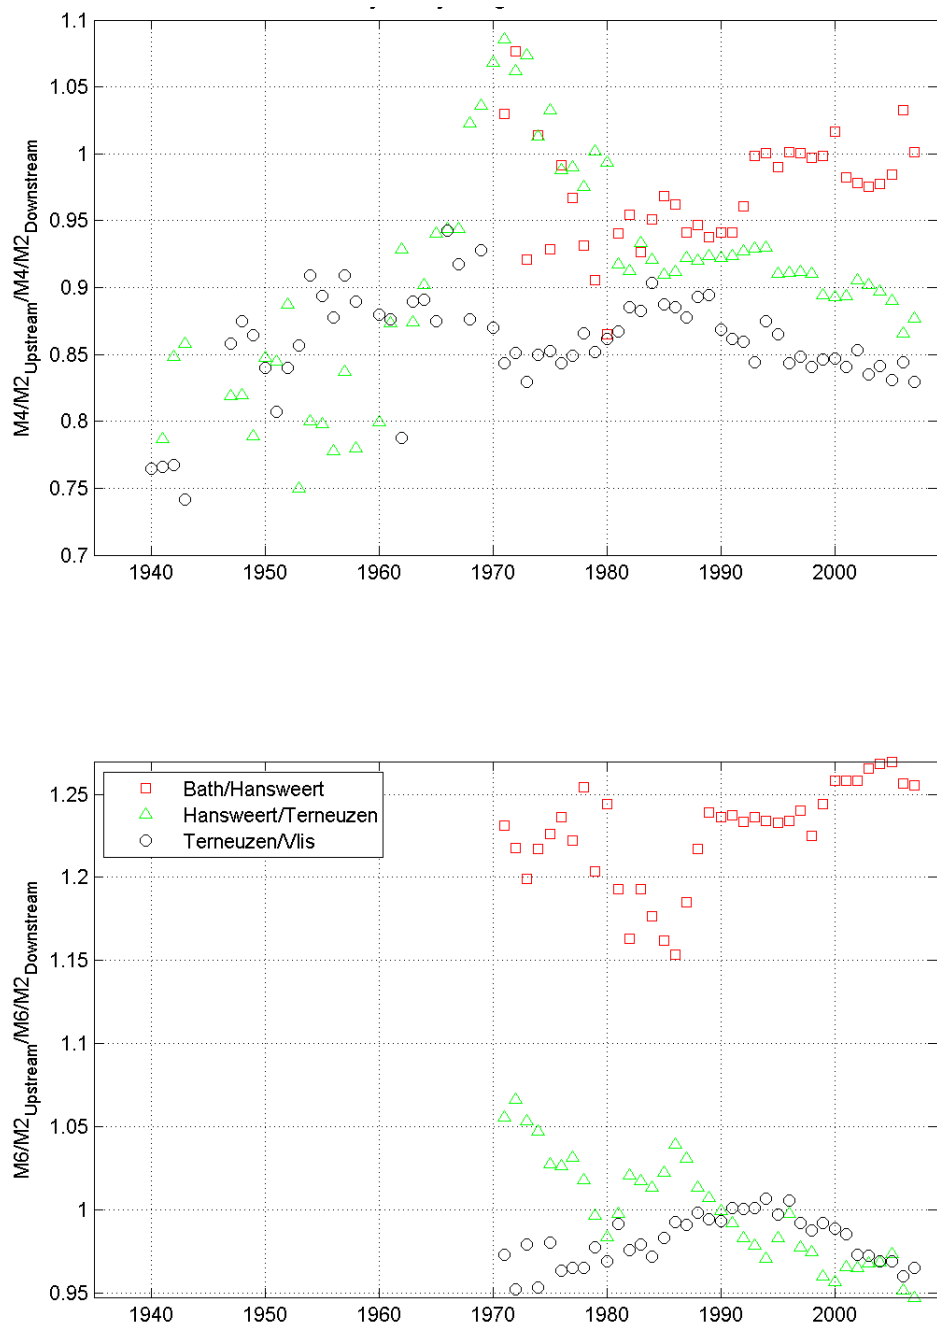 1.1
1.05
1
0.95
0.9
0.85
0.8
0.75
0.7
M4/M2Upstream/M4/M2Downstream
1940 1950 1960 1970 1980 1990 2000
Bath/Hansweert
Hansweert/Terneuzen
Terneuzen/Vlis
1.25
1.2
1.15
1.1
1.05
1
0.95
M6/M2Upstream/M6/M2Downstream
1940 1950 1960 1970 1980 1990 2000